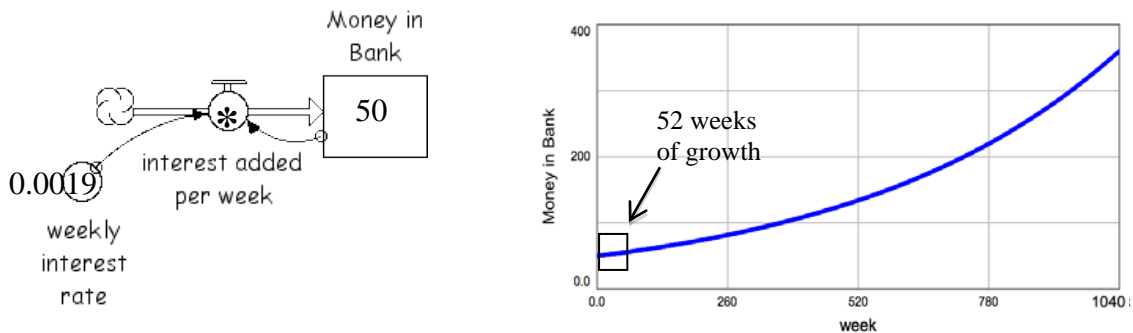 Money in
Bank
50
*
interest added
per week
0.0019
weekly
interest
rate
400
200
0.0
Money in Bank
52 weeks
of growth
0.0
260
520
780
1040
week